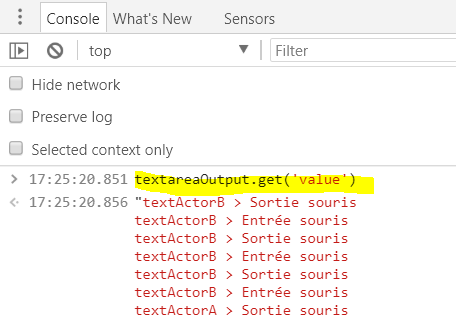 Console What's New Sensors
top Filter
Hide network
Preserve log
Selected context only
> 17:25:20.851 textareaOutput.get('value')
< 17:25:20.856 "textActorB > Sortie souris
textActorB > Entrée souris
textActorB > Sortie souris
textActorB > Entrée souris
textActorB > Sortie souris
textActorB > Entrée souris
textActorA > Sortie souris